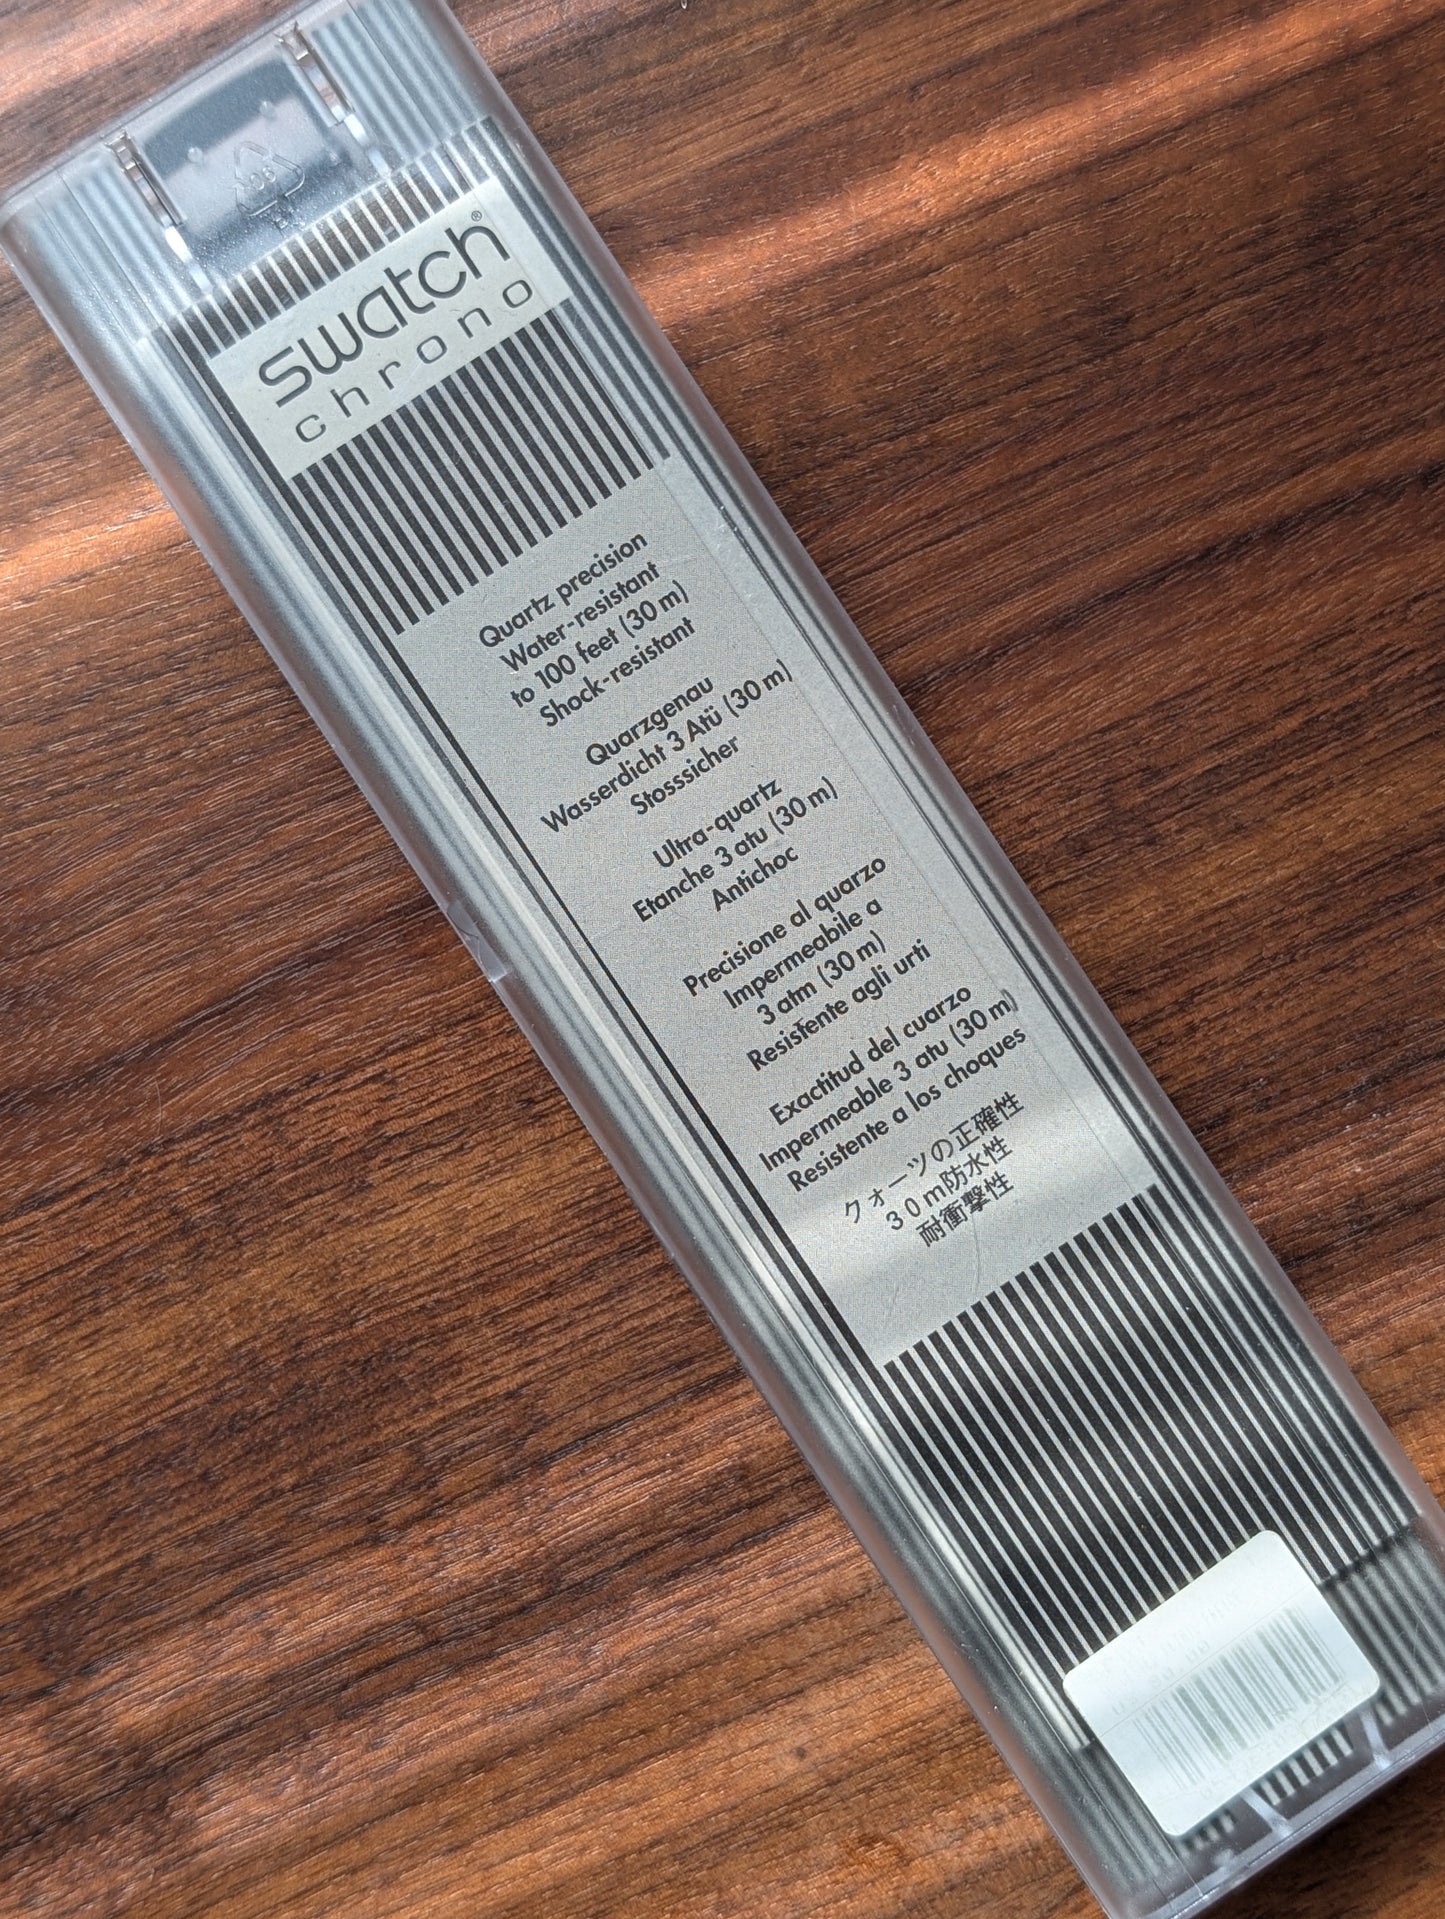 swatch®
chrono
Quartz precision
Water-resistant
to 100 feet (30 m)
Shock-resistant
Quarzgenau
Wasserdicht 3 Atü (30 m)
Stosssicher
Ultra-quartz
Etanche 3 atu (30 m)
Antichoc
Precisione al quarzo
Impermeabile a
3 atm (30 m)
Resistente agli urti
Exactitud del cuarzo
Impermeable 3 atu (30 m)
Resistente a los choques
クォーツの正確性
30m防水性
耐衝撃性